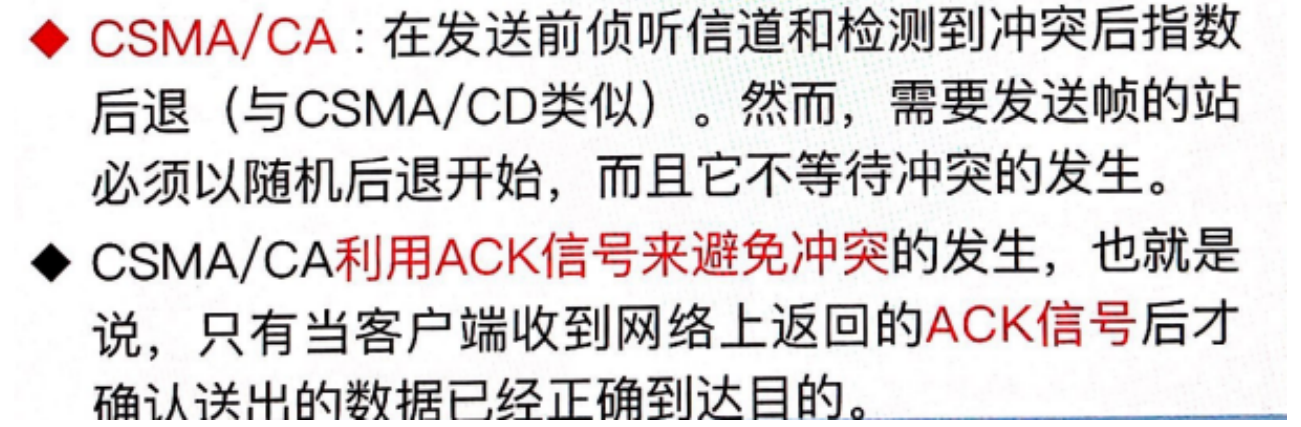 ◆ CSMA/CA：在发送前侦听信道和检测到冲突后指数
后退（与CSMA/CD类似）。然而，需要发送帧的站
必须以随机后退开始，而且它不等待冲突的发生。
◆ CSMA/CA利用ACK信号来避免冲突的发生，也就是
说，只有当客户端收到网络上返回的ACK信号后才
确认送出的数据已经正确到达目的。